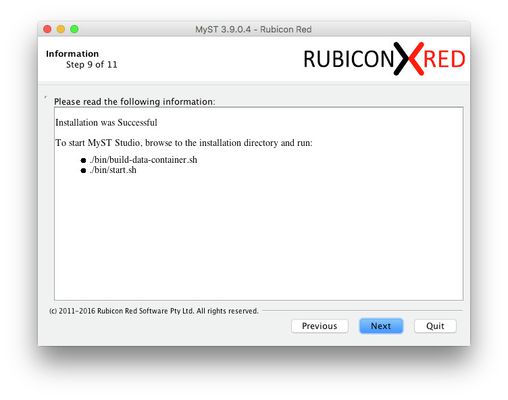 MyST 3.9.0.4 - Rubicon Red
Information
Step 9 of 11
RUBICON RED
Please read the following information:
Installation was Successful
To start MyST Studio, browse to the installation directory and run:
● ./bin/build-data-container.sh
● ./bin/start.sh
(c) 2011-2016 Rubicon Red Software Pty Ltd. All rights reserved.
Previous
Next
Quit